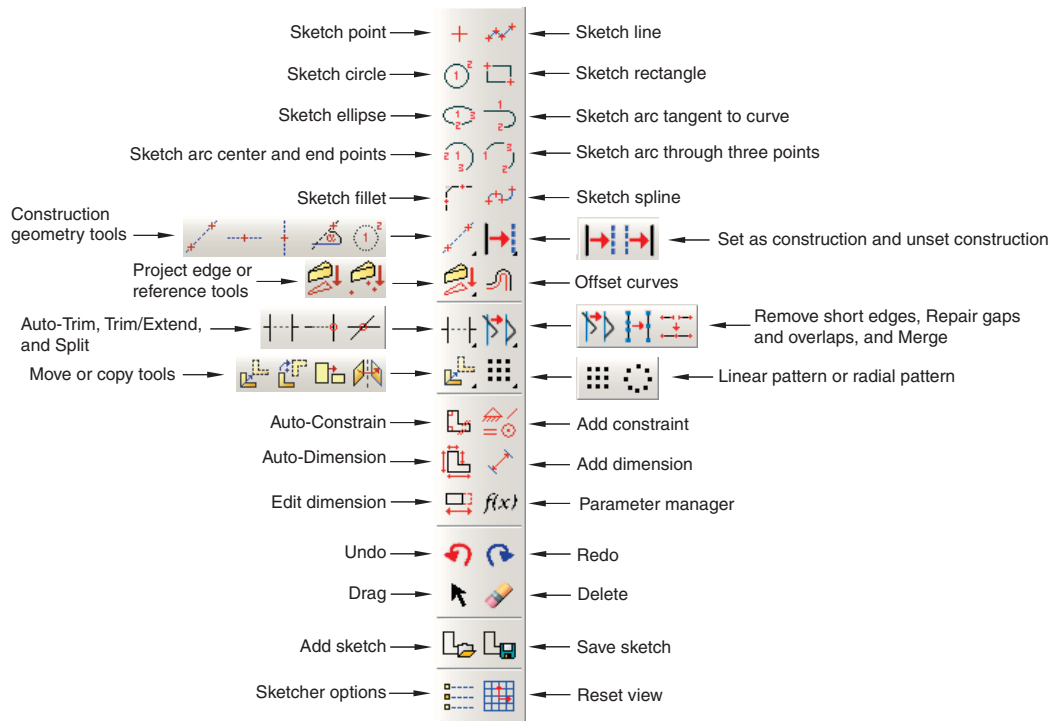 Sketch point
Sketch line
Sketch circle
Sketch rectangle
Sketch ellipse
Sketch arc tangent to curve
Sketch arc center and end points
Sketch arc through three points
Sketch fillet
Sketch spline
Construction
geometry tools
Set as construction and unset construction
Project edge or
reference tools
Offset curves
Auto-Trim, Trim/Extend,
and Split
Remove short edges, Repair gaps
and overlaps, and Merge
Move or copy tools
Linear pattern or radial pattern
Auto-Constrain
Add constraint
Auto-Dimension
Add dimension
Edit dimension
f(x)
Parameter manager
Undo
Redo
Drag
Delete
Add sketch
Save sketch
Sketcher options
Reset view